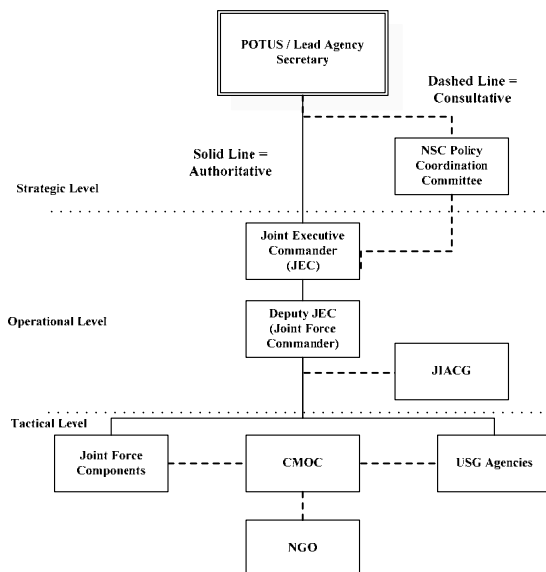 POTUS / Lead Agency
Secretary
Dashed Line =
Consultative
Solid Line =
Authoritative
NSC Policy
Coordination
Committee
Strategic Level
Joint Executive
Commander
(JEC)
Deputy JEC
(Joint Force
Commander)
Operational Level
JIACG
Tactical Level
Joint Force
Components
CMOC
USG Agencies
NGO